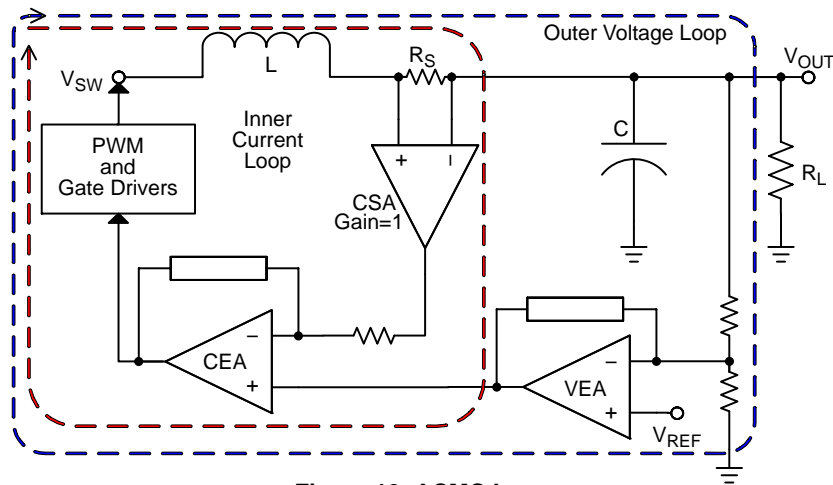 Outer Voltage Loop
V_OUT
L
R_S
V_SW
Inner
Current
Loop
C
PWM
and
Gate Drivers
R_L
+
−
CSA
Gain=1
−
CEA
+
−
VEA
+
V_REF